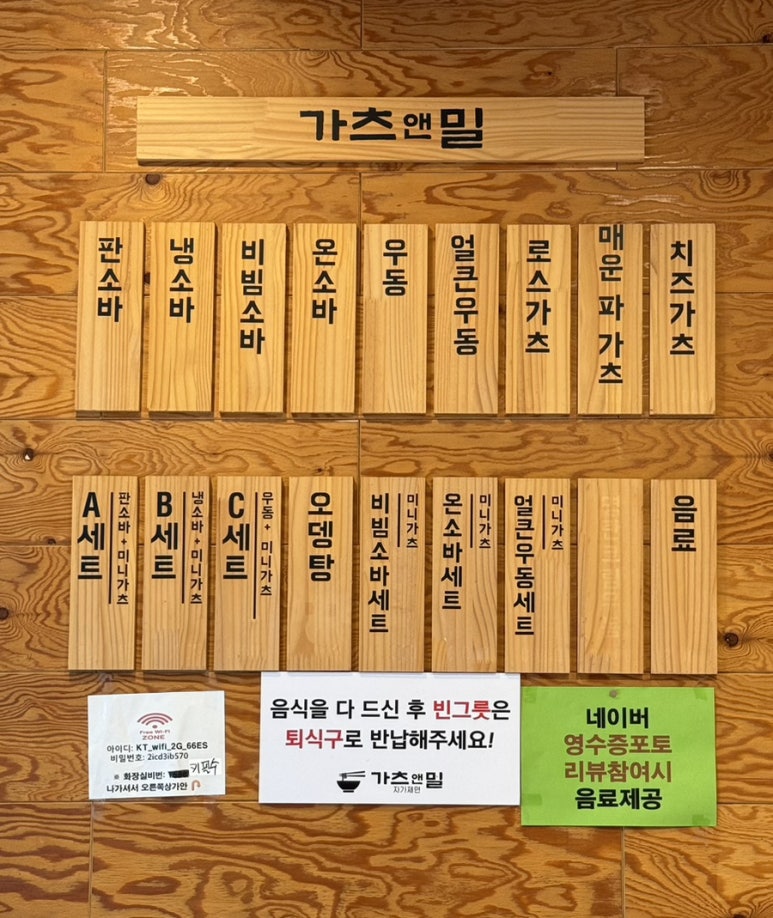 가츠앤밀
판소바
냉소바
비빔소바
온소바
우동
얼큰우동
로스가츠
매운 파 가츠
치즈가츠
A세트
판소바 + 미니가츠
B세트
냉소바 + 미니가츠
C세트
우동 + 미니가츠
오뎅탕
비빔소바세트
미니가츠
온소바세트
미니가츠
얼큰우동세트
미니가츠
음료
Free Wi-Fi
ZONE
아이디: KT_wifi_2G_66ES
비밀번호: 2icd3ib570
※ 화장실비번: 키필수
나가서서 오른쪽상가안
음식을 다 드신 후 빈그릇은
퇴식구로 반납해주세요!
가츠앤밀
자가제면
네이버
영수증포토
리뷰참여시
음료제공